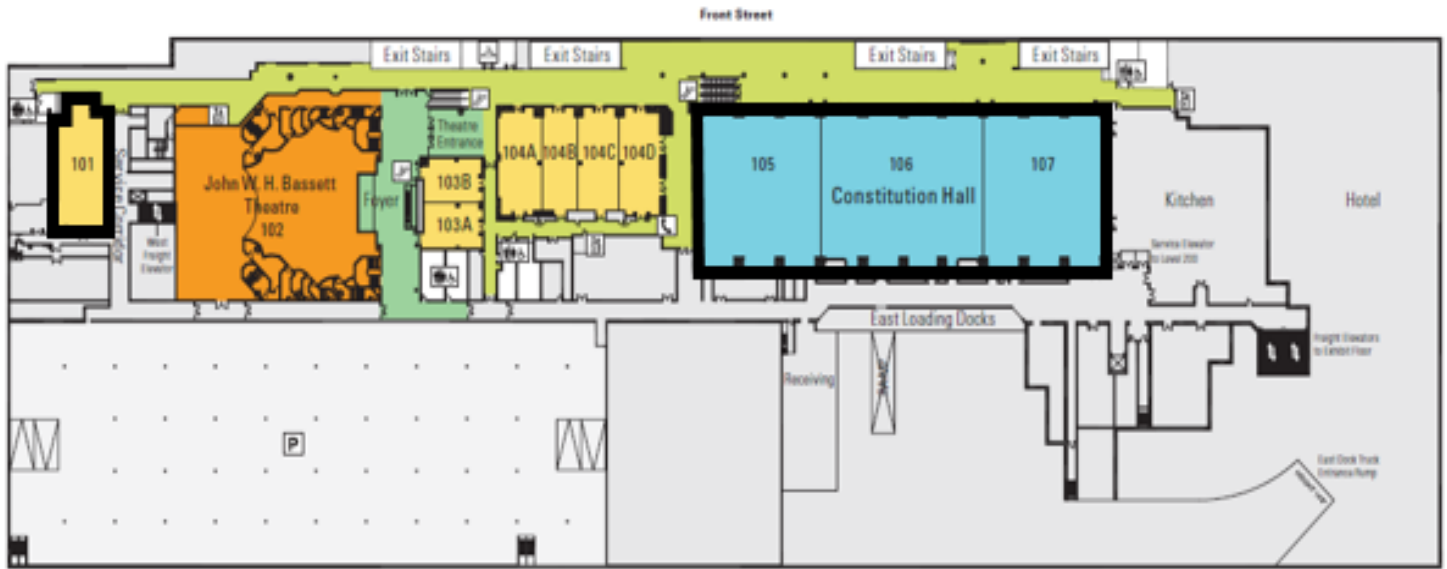 Front Street
Exit Stairs
Exit Stairs
Exit Stairs
Exit Stairs
101
Service Corridor
West
Freight
Elevator
John W. H. Bassett
Theatre
102
Foyer
Theatre
Entrance
103B
103A
104A
104B
104C
104D
105
106
107
Constitution Hall
Kitchen
Hotel
Service Elevator
to Level 200
East Loading Docks
Freight Elevators
to Exhibit Floor
Receiving
P
East Dock Truck
Entrance Ramp